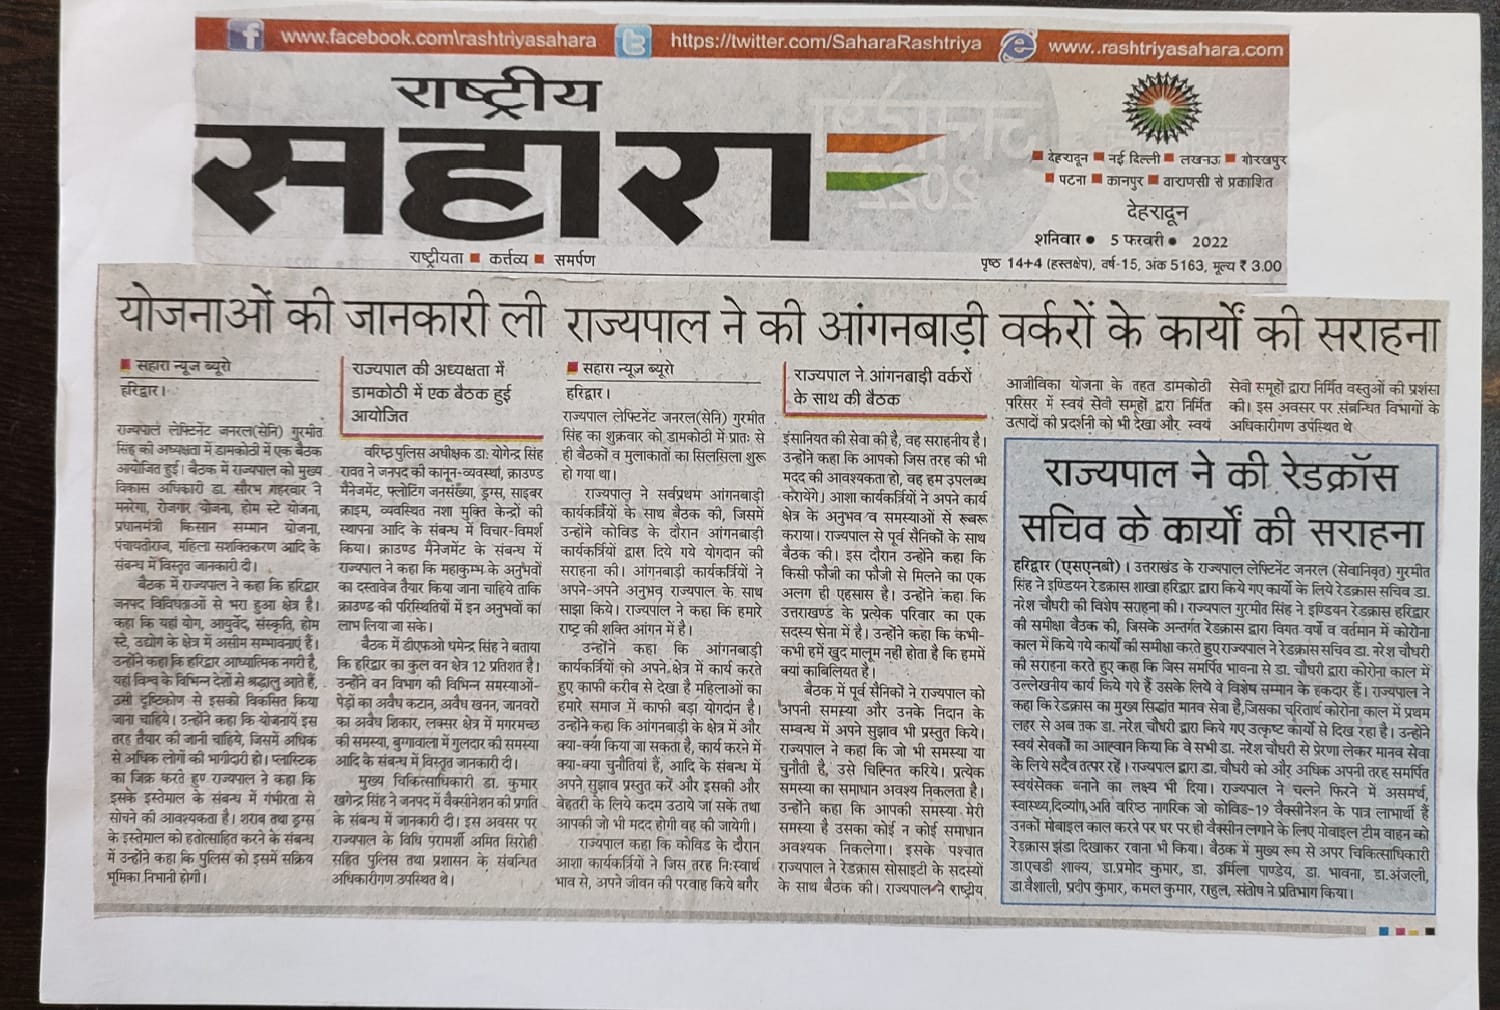 www.facebook.com\rashtriyasahara
https://twitter.com/SaharaRashtriya
www..rashtriyasahara.com
राष्ट्रीय
सहारा
राष्ट्रीयता ■ कर्त्तव्य ■ समर्पण
■ देहरादून ■ नई दिल्ली ■ लखनऊ ■ गोरखपुर
■ पटना ■ कानपुर ■ वाराणसी से प्रकाशित
देहरादून
शनिवार ● 5 फरवरी ● 2022
पृष्ठ 14+4 (हस्तक्षेप), वर्ष-15, अंक 5163, मूल्य ₹ 3.00
योजनाओं की जानकारी ली
■ सहारा न्यूज ब्यूरो
हरिद्वार।
राज्यपाल लेफ्टिनेंट जनरल(सेनि) गुरमीत
सिंह की अध्यक्षता में डामकोठी में एक बैठक
आयोजित हुई। बैठक में राज्यपाल को मुख्य
विकास अधिकारी डा. सौरभ गहरवार ने
मनरेगा, रोजगार योजना, होम स्टे योजना,
प्रधानमंत्री किसान सम्मान योजना,
पंचायतीराज, महिला सशक्तिकरण आदि के
संबन्ध में विस्तृत जानकारी दी।
बैठक में राज्यपाल ने कहा कि हरिद्वार
जनपद विविधताओं से भरा हुआ क्षेत्र है।
कहा कि यहां योग, आयुर्वेद, संस्कृति, होम
स्टे, उद्योग के क्षेत्र में असीम सम्भावनाएं हैं।
उन्होंने कहा कि हरिद्वार आध्यात्मिक नगरी है,
यहां विश्व के विभिन्न देशों से श्रद्धालु आते हैं,
उसी दृष्टिकोण से इसको विकसित किया
जाना चाहिये। उन्होंने कहा कि योजनायें इस
तरह तैयार की जानी चाहिये, जिसमें अधिक
से अधिक लोगों की भागीदारी हो। प्लास्टिक
का जिक्र करते हुए राज्यपाल ने कहा कि
इसके इस्तेमाल के संबन्ध में गंभीरता से
सोचने की आवश्यकता है। शराब तथा ड्रग्स
के इस्तेमाल को हतोत्साहित करने के संबन्ध
में उन्होंने कहा कि पुलिस को इसमें सक्रिय
भूमिका निभानी होगी।
राज्यपाल की अध्यक्षता में
डामकोठी में एक बैठक हुई
आयोजित
वरिष्ठ पुलिस अधीक्षक डा: योगेन्द्र सिंह
रावत ने जनपद की कानून-व्यवस्था, क्राउण्ड
मैनेजमेंट, फ्लोटिंग जनसंख्या, ड्रग्स, साइबर
क्राइम, व्यवस्थित नशा मुक्ति केन्द्रों की
स्थापना आदि के संबन्ध में विचार-विमर्श
किया। क्राउण्ड मैनेजमेंट के संबन्ध में
राज्यपाल ने कहा कि महाकुम्भ के अनुभवों
का दस्तावेज तैयार किया जाना चाहिए ताकि
क्राउण्ड की परिस्थितियों में इन अनुभवों का
लाभ लिया जा सके।
बैठक में डीएफओ धमेन्द्र सिंह ने बताया
कि हरिद्वार का कुल वन क्षेत्र 12 प्रतिशत है।
उन्होंने वन विभाग की विभिन्न समस्याओं-
पेड़ों का अवैध कटान, अवैध खनन, जानवरों
का अवैध शिकार, लक्सर क्षेत्र में मगरमच्छ
की समस्या, बुग्गावाला में गुलदार की समस्या
आदि के संबन्ध में विस्तृत जानकारी दी।
मुख्य चिकित्साधिकारी डा. कुमार
खगेन्द्र सिंह ने जनपद में वैक्सीनेशन की प्रगति
के संबन्ध में जानकारी दी। इस अवसर पर
राज्यपाल के विधि परामर्शी अमित सिरोही
सहित पुलिस तथा प्रशासन के संबन्धित
अधिकारीगण उपस्थित थे।
राज्यपाल ने की आंगनबाड़ी वर्करों के कार्यों की सराहना
■ सहारा न्यूज ब्यूरो
हरिद्वार।
राज्यपाल लेफ्टिनेंट जनरल(सेनि) गुरमीत
सिंह का शुक्रवार को डामकोठी में प्रातः से
ही बैठकों व मुलाकातों का सिलसिला शुरू
हो गया था।
राज्यपाल ने सर्वप्रथम आंगनबाड़ी
कार्यकर्त्रियों के साथ बैठक की, जिसमें
उन्होंने कोविड के दौरान आंगनबाड़ी
कार्यकर्त्रियों द्वारा दिये गये योगदान की
सराहना की। आंगनबाड़ी कार्यकर्त्रियों ने
अपने-अपने अनुभव राज्यपाल के साथ
साझा किये। राज्यपाल ने कहा कि हमारे
राष्ट्र की शक्ति आंगन में है।
उन्होंने कहा कि आंगनबाड़ी
कार्यकर्त्रियों को अपने-क्षेत्र में कार्य करते
हुए काफी करीब से देखा है महिलाओं का
हमारे समाज में काफी बड़ा योगदान है।
उन्होंने कहा कि आंगनबाड़ी के क्षेत्र में और
क्या-क्या किया जा सकता है, कार्य करने में
क्या-क्या चुनौतियां हैं, आदि के संबन्ध में
अपने सुझाव प्रस्तुत करें और इसकी और
बेहतरी के लिये कदम उठाये जा सके तथा
आपकी जो भी मदद होगी वह की जायेगी।
राज्यपाल कहा कि कोविड के दौरान
आशा कार्यकर्त्रियों ने जिस तरह निःस्वार्थ
भाव से, अपने जीवन की परवाह किये बगैर
राज्यपाल ने आंगनबाड़ी वर्करों
के साथ की बैठक
इंसानियत की सेवा की है, वह सराहनीय है।
उन्होंने कहा कि आपको जिस तरह की भी
मदद की आवश्यकता हो, वह हम उपलब्ध
करायेंगे। आशा कार्यकर्त्रियों ने अपने कार्य
क्षेत्र के अनुभव व समस्याओं से रूबरू
कराया। राज्यपाल से पूर्व सैनिकों के साथ
बैठक की। इस दौरान उन्होंने कहा कि
किसी फौजी का फौजी से मिलने का एक
अलग ही एहसास है। उन्होंने कहा कि
उत्तराखण्ड के प्रत्येक परिवार का एक
सदस्य सेना में है। उन्होंने कहा कि कभी-
कभी हमें खुद मालूम नहीं होता है कि हममें
क्या काबिलियत है।
बैठक में पूर्व सैनिकों ने राज्यपाल को
अपनी समस्या और उनके निदान के
सम्बन्ध में अपने सुझाव भी प्रस्तुत किये।
राज्यपाल ने कहा कि जो भी समस्या या
चुनौती है, उसे चिह्नित करिये। प्रत्येक
समस्या का समाधान अवश्य निकलता है।
उन्होंने कहा कि आपकी समस्या मेरी
समस्या है उसका कोई न कोई समाधान
अवश्यक निकलेगा। इसके पश्चात
राज्यपाल ने रेडक्रास सोसाइटी के सदस्यों
के साथ बैठक की। राज्यपाल ने राष्ट्रीय
आजीविका योजना के तहत डामकोठी
परिसर में स्वयं सेवी समूहों द्वारा निर्मित
उत्पादों की प्रदर्शनी को भी देखा और स्वयं
सेवी समूहों द्वारा निर्मित वस्तुओं की प्रशंसा
की। इस अवसर पर संबन्धित विभागों के
अधिकारीगण उपस्थित थे
राज्यपाल ने की रेडक्रॉस
सचिव के कार्यों की सराहना
हरिद्वार (एसएनबी)। उत्तराखंड के राज्यपाल लेफ्टिनेंट जनरल (सेवानिवृत) गुरमीत
सिंह ने इण्डियन रेडक्रास शाखा हरिद्वार द्वारा किये गए कार्यों के लिये रेडक्रास सचिव डा.
नरेश चौधरी की विशेष सराहना की। राज्यपाल गुरमीत सिंह ने इण्डियन रेडक्रास हरिद्वार
की समीक्षा बैठक की, जिसके अन्तर्गत रेडक्रास द्वारा विगत वर्षो व वर्तमान में कोरोना
काल में किये गये कार्यों की समीक्षा करते हुए राज्यपाल ने रेडक्रास सचिव डा. नरेश चौधरी
की सराहना करते हुए कहा कि जिस समर्पित भावना से डा. चौधरी द्वारा कोरोना काल में
उल्लेखनीय कार्य किये गये हैं उसके लिये वे विशेष सम्मान के हकदार हैं। राज्यपाल ने
कहा कि रेडक्रास का मुख्य सिद्धांत मानव सेवा है,जिसका चरितार्थ कोरोना काल में प्रथम
लहर से अब तक डा. नरेश चौधरी द्वारा किये गए उत्कृष्ट कार्यों से दिख रहा है। उन्होंने
स्वयं सेवकों का आह्वान किया कि वे सभी डा. नरेश चौधरी से प्रेरणा लेकर मानव सेवा
के लिये सदैव तत्पर रहें। राज्यपाल द्वारा डा. चौधरी को और अधिक अपनी तरह समर्पित
स्वयंसेवक बनाने का लक्ष्य भी दिया। राज्यपाल ने चलने फिरने में असमर्थ,
स्वास्थ्य,दिव्यांग,अति वरिष्ठ नागरिक जो कोविड-19 वैक्सीनेशन के पात्र लाभार्थी हैं
उनको मोबाइल काल करने पर घर पर ही वैक्सीन लगाने के लिए मोबाइल टीम वाहन को
रेडक्रास झंडा दिखाकर रवाना भी किया। बैठक में मुख्य रूप से अपर चिकित्साधिकारी
डा.एचडी शाक्य, डा.प्रमोद कुमार, डा. उर्मिला पाण्डेय, डा. भावना, डा.अंजली,
डा.वैशाली, प्रदीप कुमार, कमल कुमार, राहुल, संतोष ने प्रतिभाग किया।